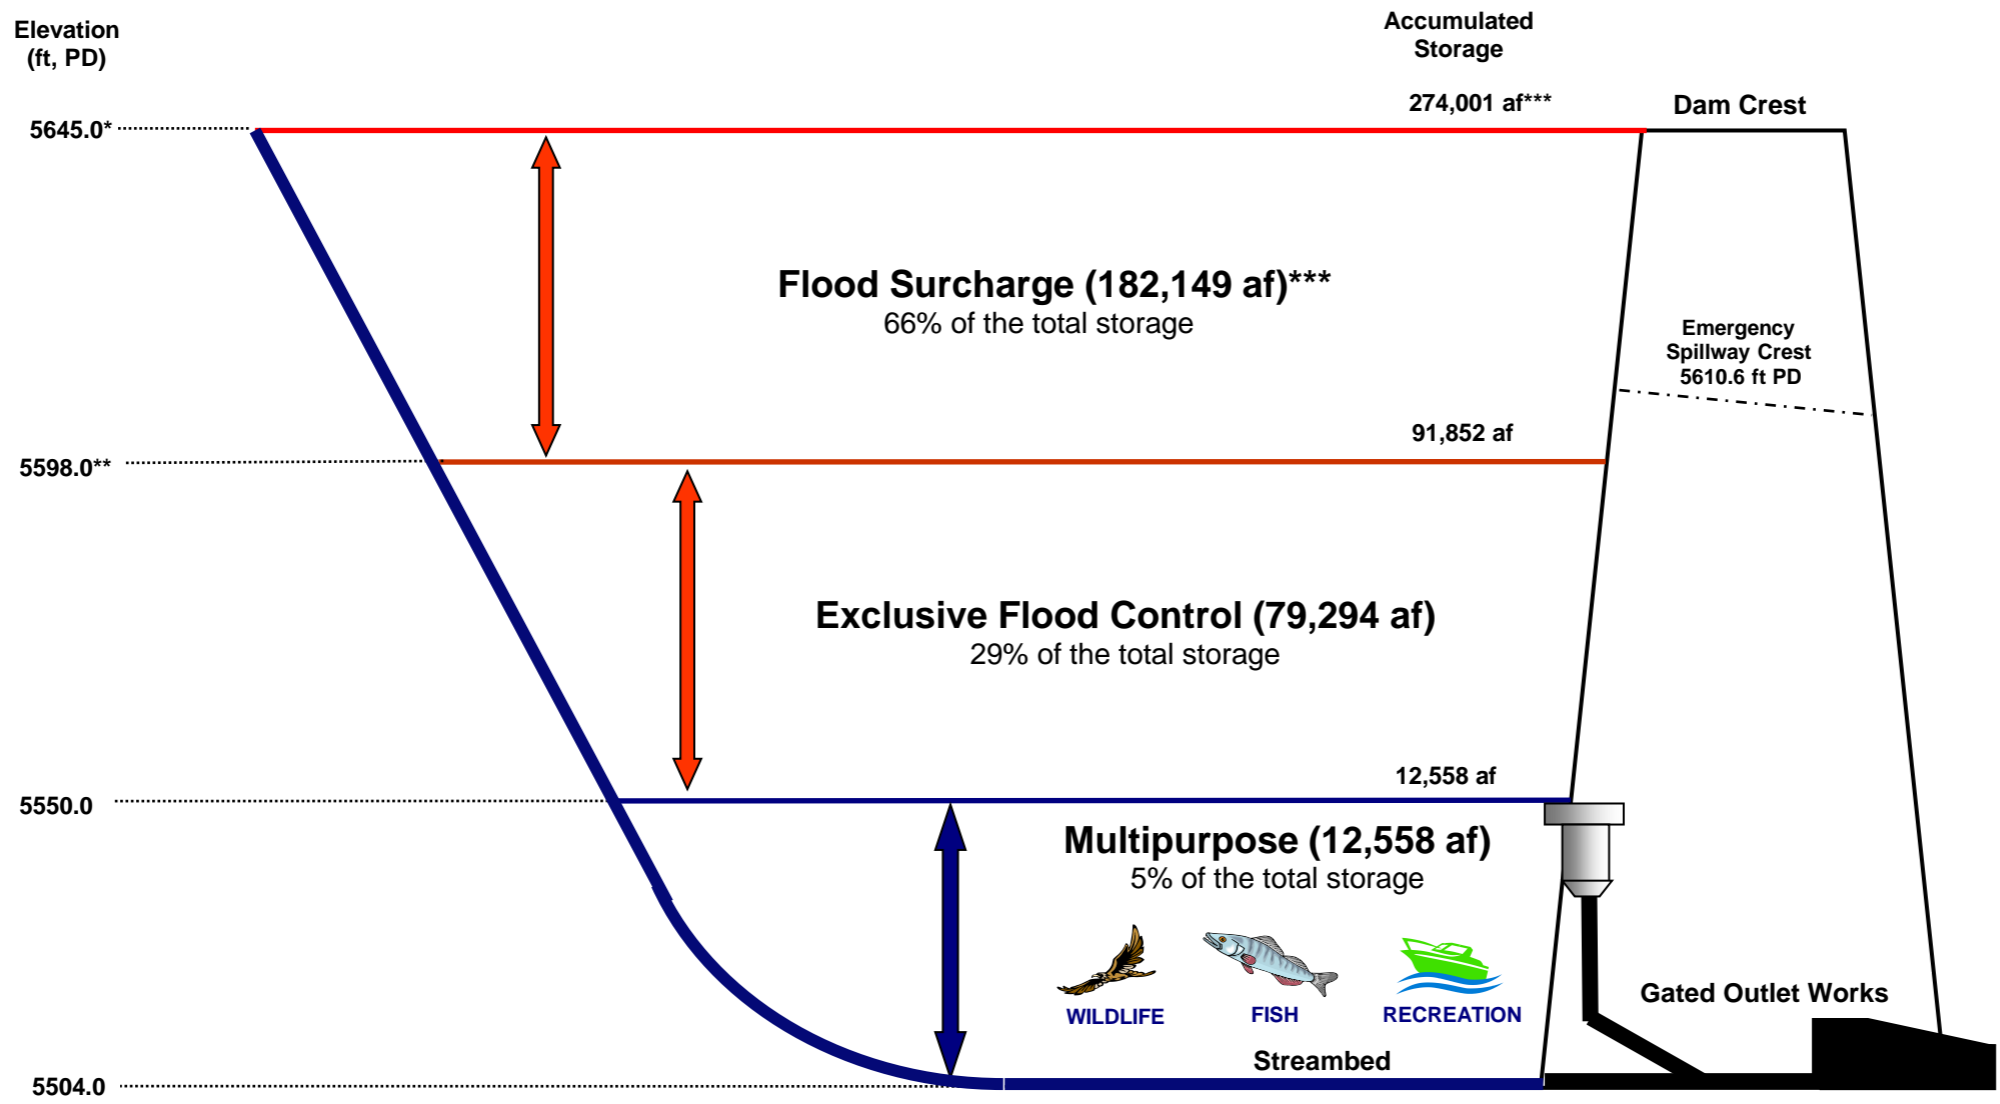 Elevation
(ft, PD)
Accumulated
Storage
274,001 af***
Dam Crest
5645.0*
Flood Surcharge (182,149 af)***
66% of the total storage
Emergency
Spillway Crest
5610.6 ft PD
91,852 af
5598.0**
Exclusive Flood Control (79,294 af)
29% of the total storage
12,558 af
5550.0
Multipurpose (12,558 af)
5% of the total storage
WILDLIFE
FISH
RECREATION
Gated Outlet Works
Streambed
5504.0